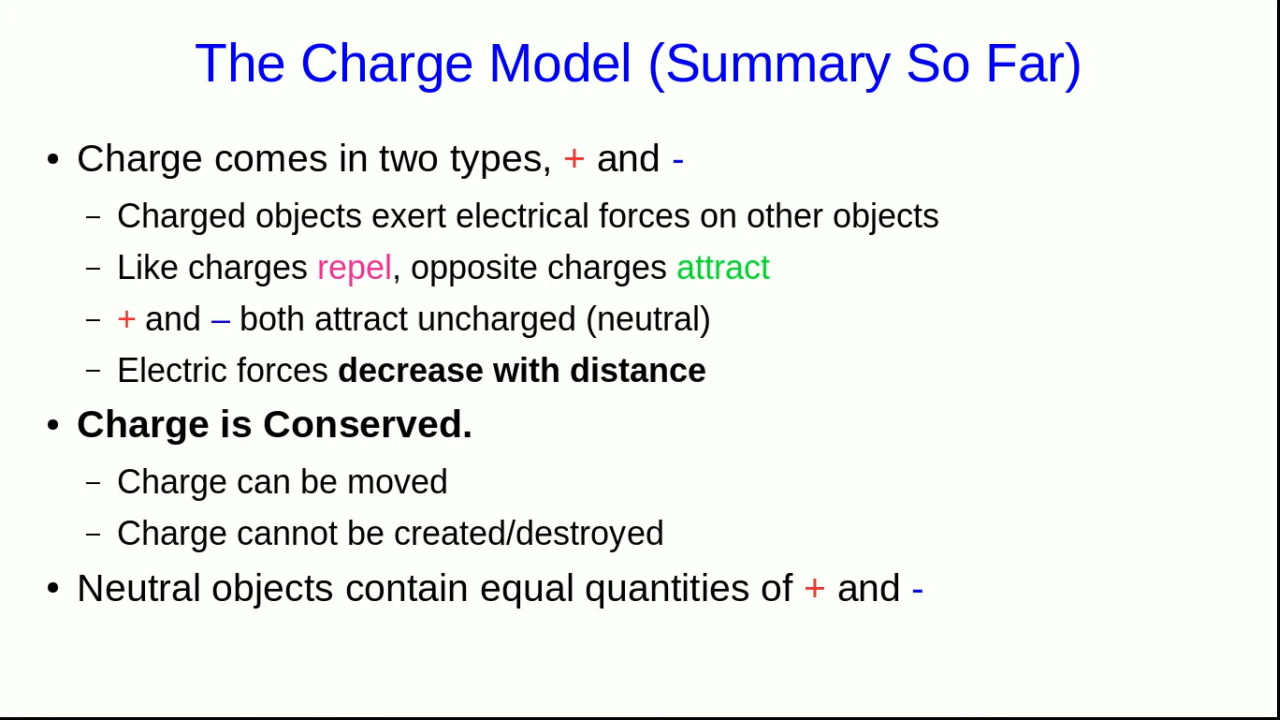 The Charge Model (Summary So Far)
• Charge comes in two types, + and -
– Charged objects exert electrical forces on other objects
– Like charges repel, opposite charges attract
– + and – both attract uncharged (neutral)
– Electric forces decrease with distance
• Charge is Conserved.
– Charge can be moved
– Charge cannot be created/destroyed
• Neutral objects contain equal quantities of + and -